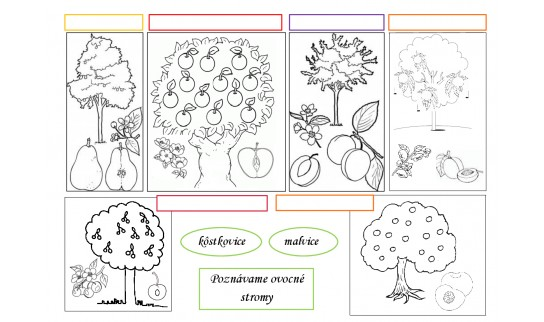 kôstkovice
malvice
Poznávame ovocné
stromy